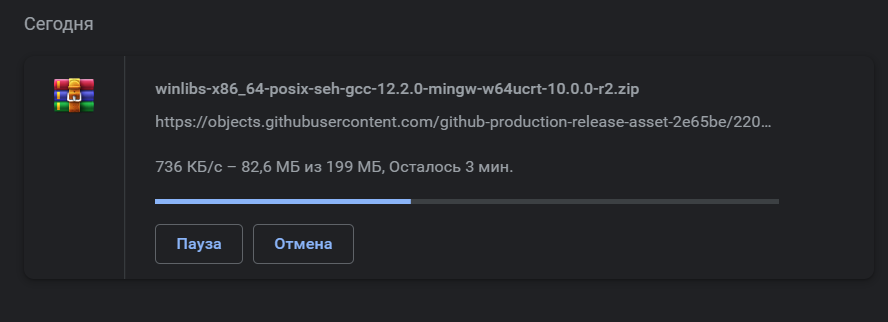 Сегодня
winlibs-x86_64-posix-seh-gcc-12.2.0-mingw-w64ucrt-10.0.0-r2.zip
https://objects.githubusercontent.com/github-production-release-asset-2e65be/220…
736 КБ/с – 82,6 МБ из 199 МБ, Осталось 3 мин.
Пауза Отмена